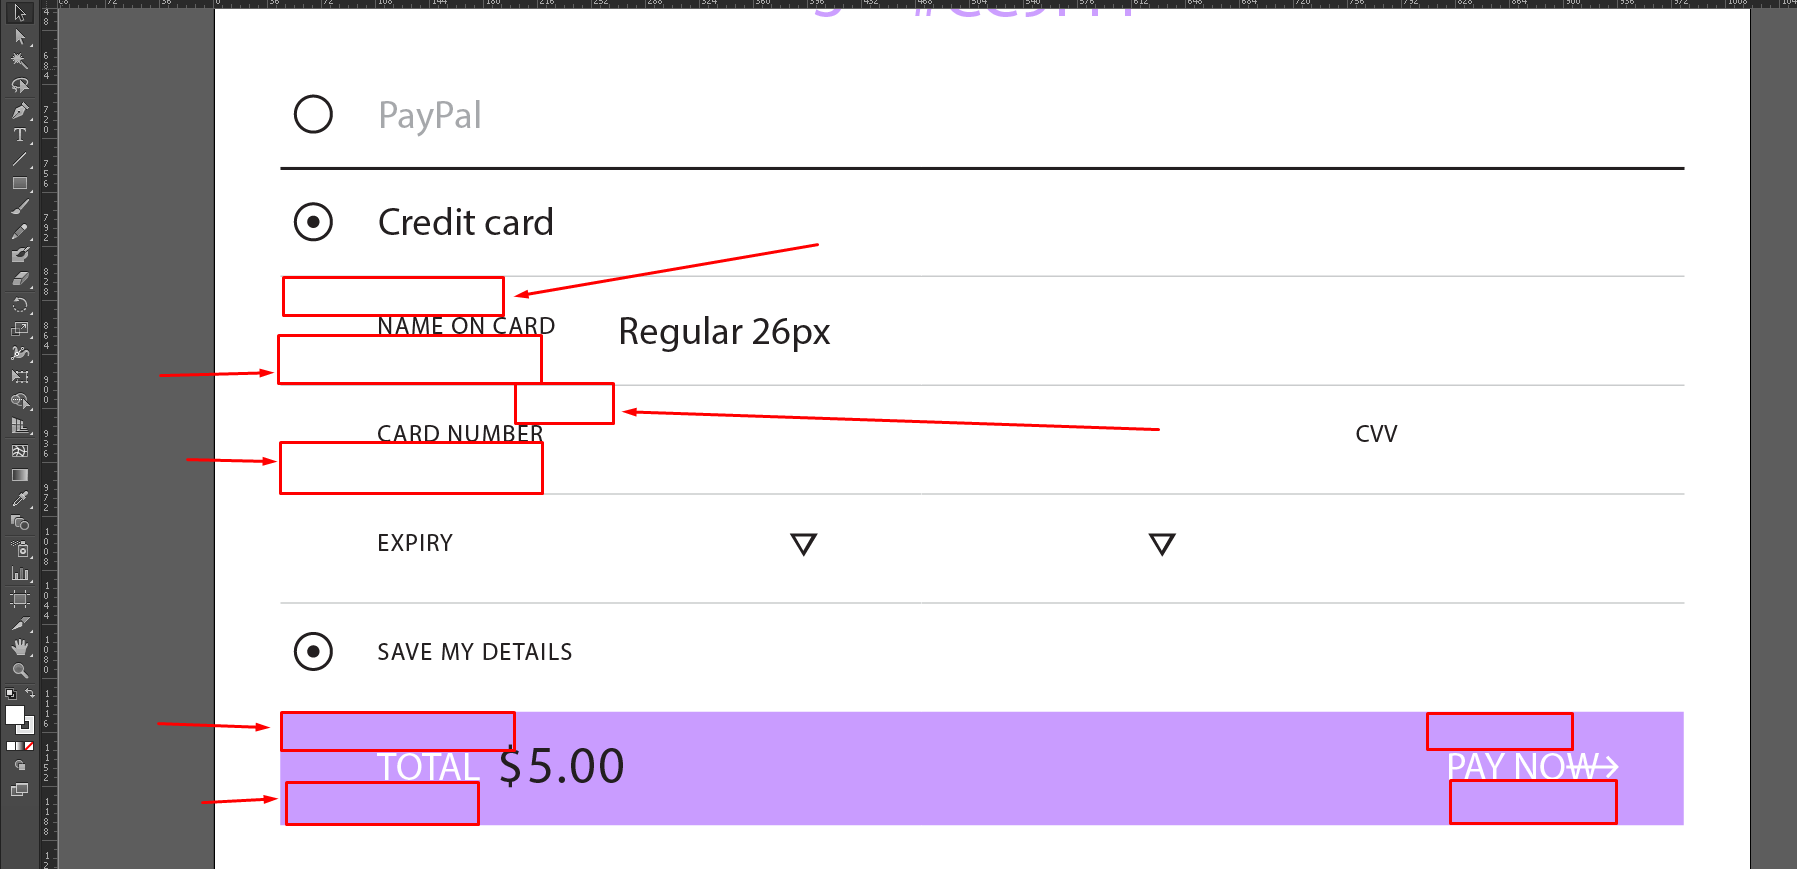 PayPal
Credit card
NAME ON CARD Regular 26px
CARD NUMBER CVV
EXPIRY
SAVE MY DETAILS
TOTAL $5.00 PAY NOW→